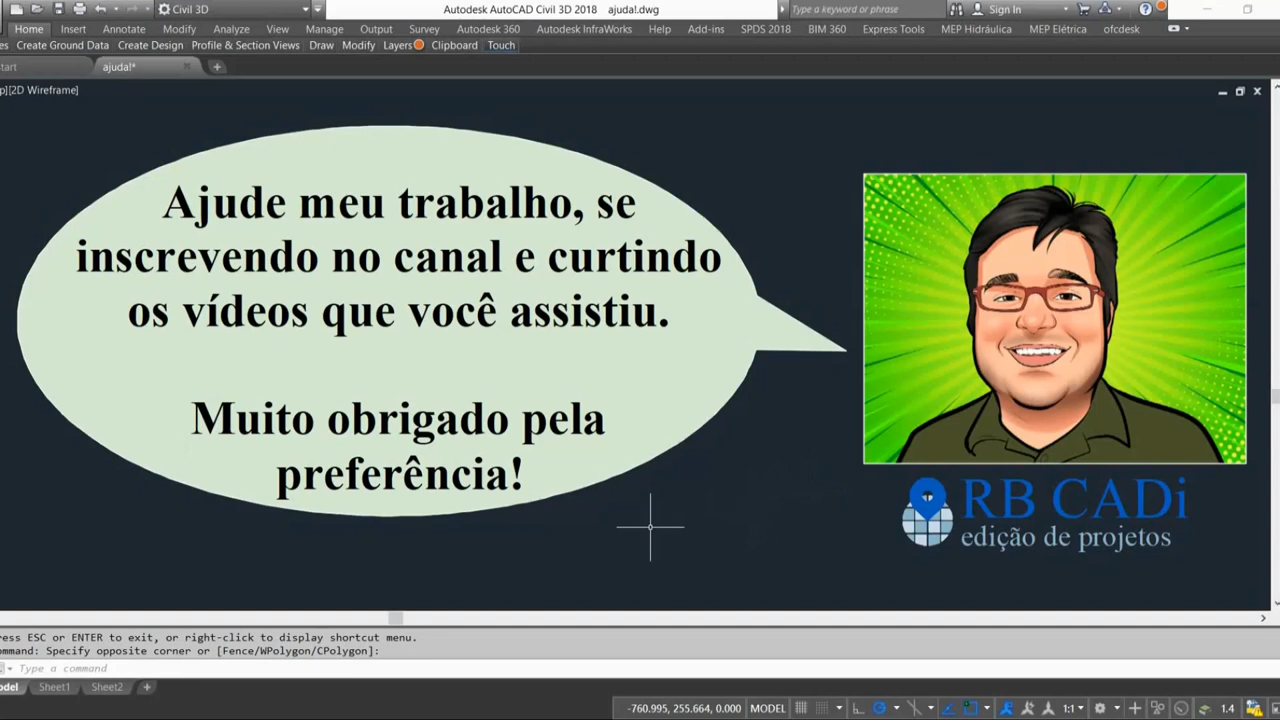 Civil 3D
Autodesk AutoCAD Civil 3D 2018 ajuda!.dwg
Type a keyword or phrase
Sign In
Home Insert Annotate Modify Analyze View Manage Output Survey Autodesk 360 Autodesk InfraWorks Help Add-ins SPDS 2018 BIM 360 Express Tools MEP Hidráulica MEP Elétrica ofcdesk
Create Ground Data Create Design Profile & Section Views Draw Modify Layers Clipboard Touch
tart ajuda!*
p][2D Wireframe]
Ajude meu trabalho, se
inscrevendo no canal e curtindo
os vídeos que você assistiu.
Muito obrigado pela
preferência!
RB CADi
edição de projetos
ress ESC or ENTER to exit, or right-click to display shortcut menu.
ommand: Specify opposite corner or [Fence/WPolygon/CPolygon]:
Type a command
odel Sheet1 Sheet2
-760.995, 255.664, 0.000 MODEL 1:1 1.4